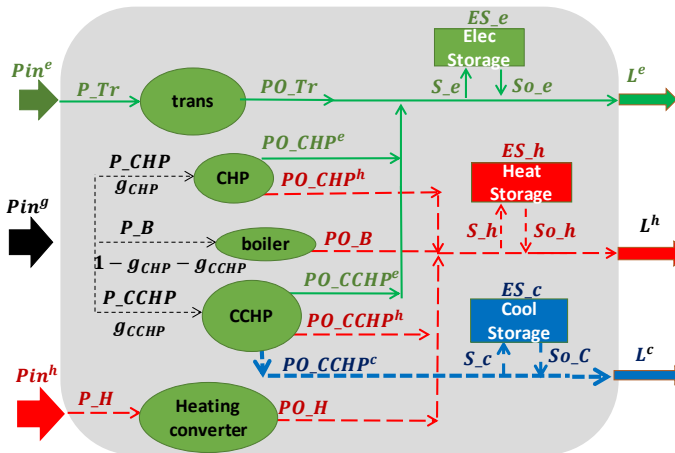 ES_e
Elec
Storage
Pin^e
P_Tr
trans
PO_Tr
S_e
So_e
L^e
PO_CHP^e
P_CHP
g_CHP
CHP
PO_CHP^h
ES_h
Heat
Storage
Pin^g
P_B
boiler
PO_B
S_h
So_h
L^h
1 − g_CHP − g_CCHP
PO_CCHP^e
P_CCHP
g_CCHP
CCHP
PO_CCHP^h
ES_c
Cool
Storage
PO_CCHP^c
S_c
So_C
L^c
Pin^h
P_H
Heating
converter
PO_H